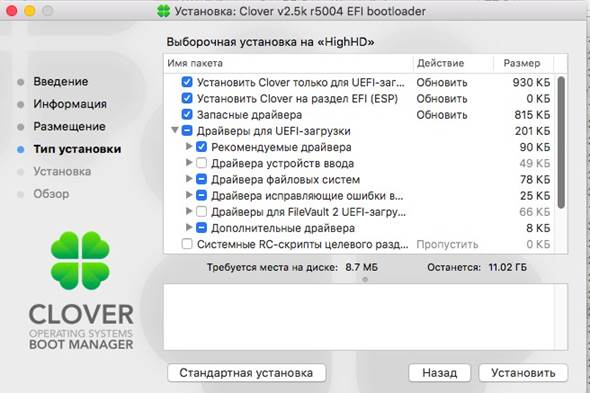 Установка: Clover v2.5k r5004 EFI bootloader
Выборочная установка на «HighHD»
Введение
Информация
Размещение
Тип установки
Установка
Обзор
CLOVER
OPERATING SYSTEMS
BOOT MANAGER
Имя пакета Действие Размер
Установить Clover только для UEFI-заг... Обновить 930 КБ
Установить Clover на раздел EFI (ESP) Обновить 0 КБ
Запасные драйвера Обновить 815 КБ
Драйверы для UEFI-загрузки 201 КБ
Рекомендуемые драйвера 90 КБ
Драйвера устройств ввода 49 КБ
Драйвера файловых систем 78 КБ
Драйвера исправляющие ошибки в... 25 КБ
Драйверы для FileVault 2 UEFI-загру... 66 КБ
Дополнительные драйвера 8 КБ
Системные RC-скрипты целевого разд... Пропустить 0 КБ
Требуется места на диске: 8.7 МБ Останется: 11.02 ГБ
Стандартная установка Назад Установить